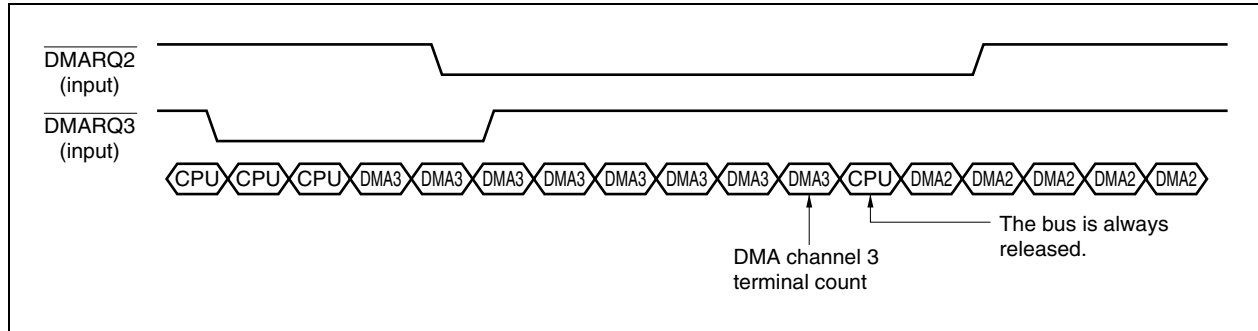 DMARQ2
(input)
DMARQ3
(input)
CPU CPU CPU DMA3 DMA3 DMA3 DMA3 DMA3 DMA3 DMA3 DMA3 CPU DMA2 DMA2 DMA2 DMA2 DMA2
DMA channel 3
terminal count
The bus is always
released.